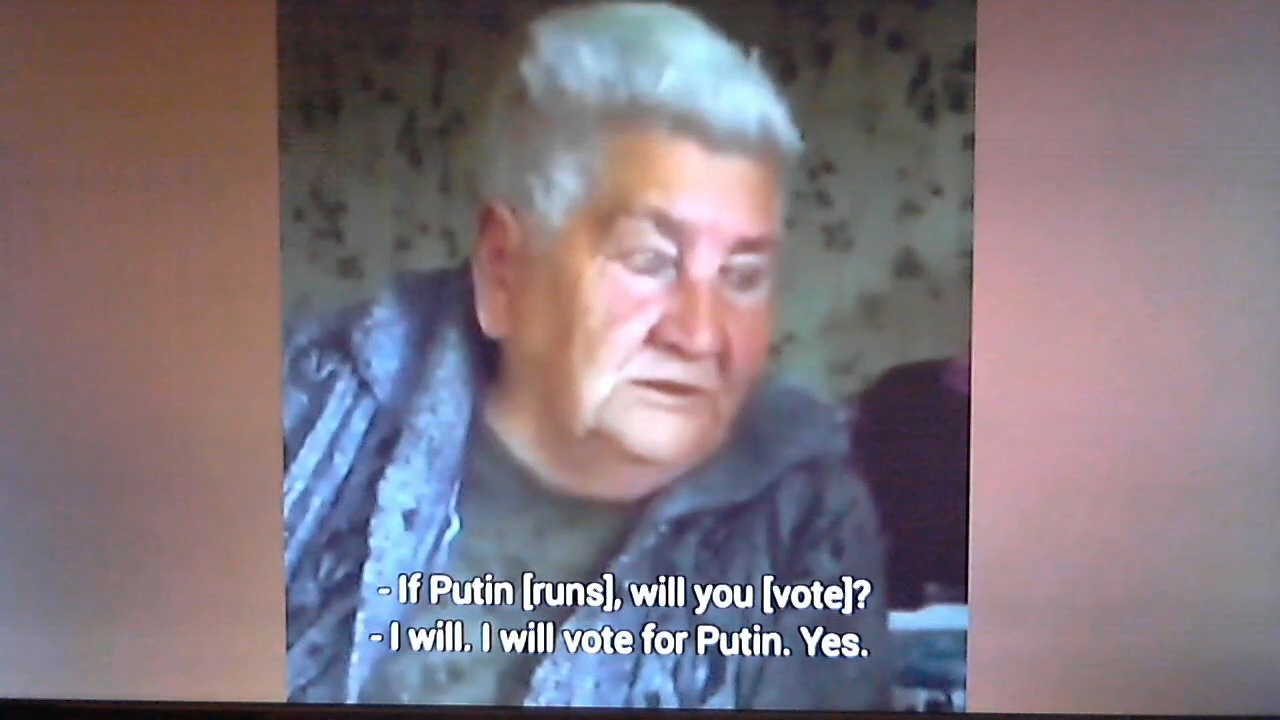 - If Putin [runs], will you [vote]?
- I will. I will vote for Putin. Yes.